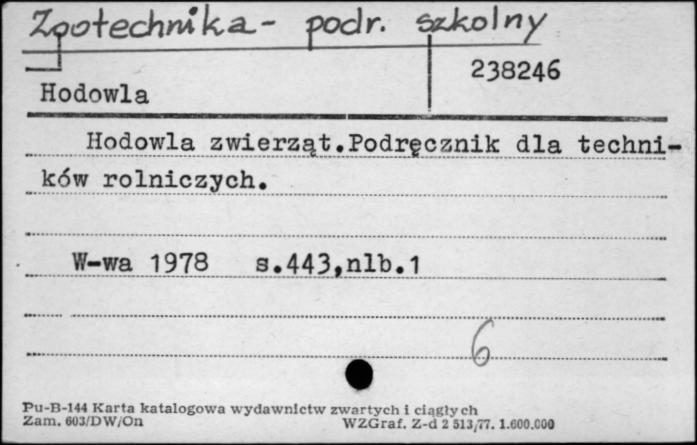 Zootechnika - podr. szkolny
238246
Hodowla
Hodowla zwierząt.Podręcznik dla techni-
ków rolniczych.
W-wa 1978 s.443,nlb.1
6
Pu-B-144 Karta katalogowa wydawnictw zwartych i ciągłych
Zam. 603/DW/On WZGraf. Z-d 2 513/77. 1.600.000